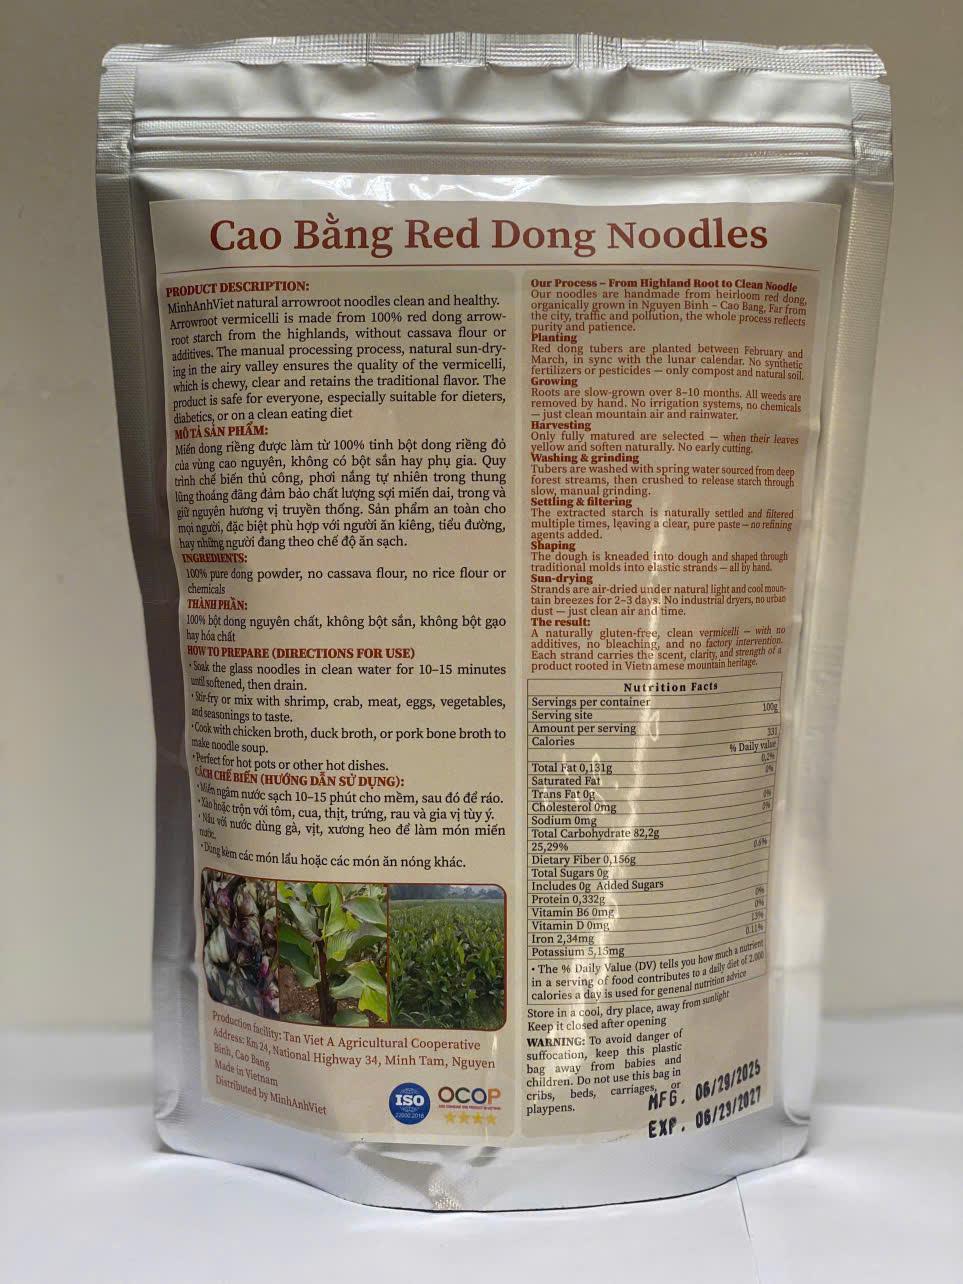 Cao Bằng Red Dong Noodles
PRODUCT DESCRIPTION:
MinhAnhViet natural arrowroot noodles clean and healthy.
Arrowroot vermicelli is made from 100% red dong arrow-
root starch from the highlands, without cassava flour or
additives. The manual processing process, natural sun-dry-
ing in the airy valley ensures the quality of the vermicelli,
which is chewy, clear and retains the traditional flavor. The
product is safe for everyone, especially suitable for dieters,
diabetics, or on a clean eating diet
MÔ TẢ SẢN PHẨM:
Miến dong riềng được làm từ 100% tinh bột dong riềng đỏ
của vùng cao nguyên, không có bột sắn hay phụ gia. Quy
trình chế biến thủ công, phơi nắng tự nhiên trong thung
lũng thoáng đãng đảm bảo chất lượng sợi miến dai, trong và
giữ nguyên hương vị truyền thống. Sản phẩm an toàn cho
mọi người, đặc biệt phù hợp với người ăn kiêng, tiểu đường,
hay những người đang theo chế độ ăn sạch.
INGREDIENTS:
100% pure dong powder, no cassava flour, no rice flour or
chemicals
THÀNH PHẦN:
100% bột dong nguyên chất, không bột sắn, không bột gạo
hay hóa chất
HOW TO PREPARE (DIRECTIONS FOR USE)
• Soak the glass noodles in clean water for 10–15 minutes
until softened, then drain.
• Stir-fry or mix with shrimp, crab, meat, eggs, vegetables,
and seasonings to taste.
• Cook with chicken broth, duck broth, or pork bone broth to
make noodle soup.
• Perfect for hot pots or other hot dishes.
CÁCH CHẾ BIẾN (HƯỚNG DẪN SỬ DỤNG):
• Miến ngâm nước sạch 10–15 phút cho mềm, sau đó để ráo.
• Xào hoặc trộn với tôm, cua, thịt, trứng, rau và gia vị tùy ý.
• Nấu với nước dùng gà, vịt, xương heo để làm món miến
nước.
• Dùng kèm các món lẩu hoặc các món ăn nóng khác.
Production facility: Tan Viet A Agricultural Cooperative
Address: Km 24, National Highway 34, Minh Tam, Nguyen
Binh, Cao Bang
Made in Vietnam
Distributed by MinhAnhViet
ISO
22000:2018
OCOP
Our Process – From Highland Root to Clean Noodle
Our noodles are handmade from heirloom red dong,
organically grown in Nguyen Binh – Cao Bang, Far from
the city, traffic and pollution, the whole process reflects
purity and patience.
Planting
Red dong tubers are planted between February and
March, in sync with the lunar calendar. No synthetic
fertilizers or pesticides — only compost and natural soil.
Growing
Roots are slow-grown over 8–10 months. All weeds are
removed by hand. No irrigation systems, no chemicals
— just clean mountain air and rainwater.
Harvesting
Only fully matured are selected — when their leaves
yellow and soften naturally. No early cutting.
Washing & grinding
Tubers are washed with spring water sourced from deep
forest streams, then crushed to release starch through
slow, manual grinding.
Settling & filtering
The extracted starch is naturally settled and filtered
multiple times, leaving a clear, pure paste – no refining
agents added.
Shaping
The dough is kneaded into dough and shaped through
traditional molds into elastic strands — all by hand.
Sun-drying
Strands are air-dried under natural light and cool moun-
tain breezes for 2–3 days. No industrial dryers, no urban
dust — just clean air and time.
The result:
A naturally gluten-free, clean vermicelli — with no
additives, no bleaching, and no factory intervention.
Each strand carries the scent, clarity, and strength of a
product rooted in Vietnamese mountain heritage.
Nutrition Facts
Servings per container
Serving site 100g
Amount per serving
Calories 331
% Daily value
Total Fat 0,131g 0,2%
Saturated Fat 0%
Trans Fat 0g
Cholesterol 0mg 0%
Sodium 0mg 0%
Total Carbohydrate 82,2g
25,29%
Dietary Fiber 0,156g 0.6%
Total Sugars 0g
Includes 0g Added Sugars
Protein 0,332g
Vitamin B6 0mg 0%
Vitamin D 0mg 0%
Iron 2,34mg 13%
Potassium 5,15mg 0.11%
• The % Daily Value (DV) tells you how much a nutrient
in a serving of food contributes to a daily diet of 2.000
calories a day is used for genenal nutrition advice
Store in a cool, dry place, away from sunlight
Keep it closed after opening
WARNING: To avoid danger of
suffocation, keep this plastic
bag away from babies and
children. Do not use this bag in
cribs, beds, carriages, or
playpens.
MFG. 06/29/2025
EXP. 06/29/2027